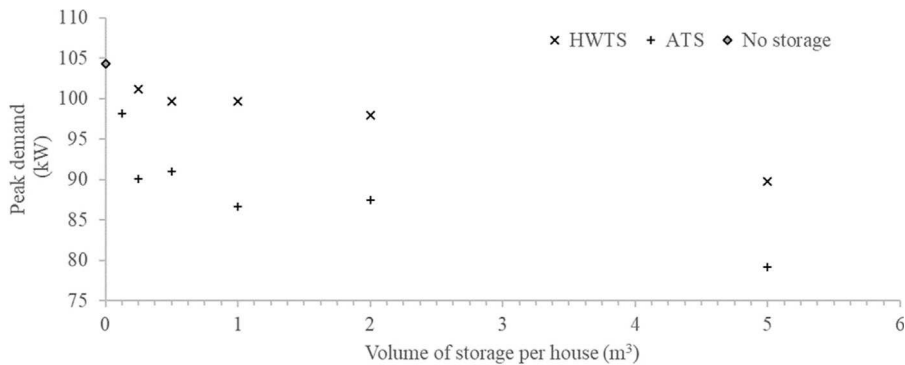 110
105
100
95
90
85
80
75
Peak demand
(kW)
× HWTS + ATS ◇ No storage
0 1 2 3 4 5 6
Volume of storage per house (m³)